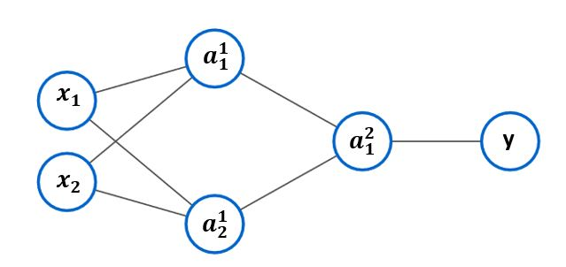 x₁
x₂
a₁¹
a₂¹
a₁²
y